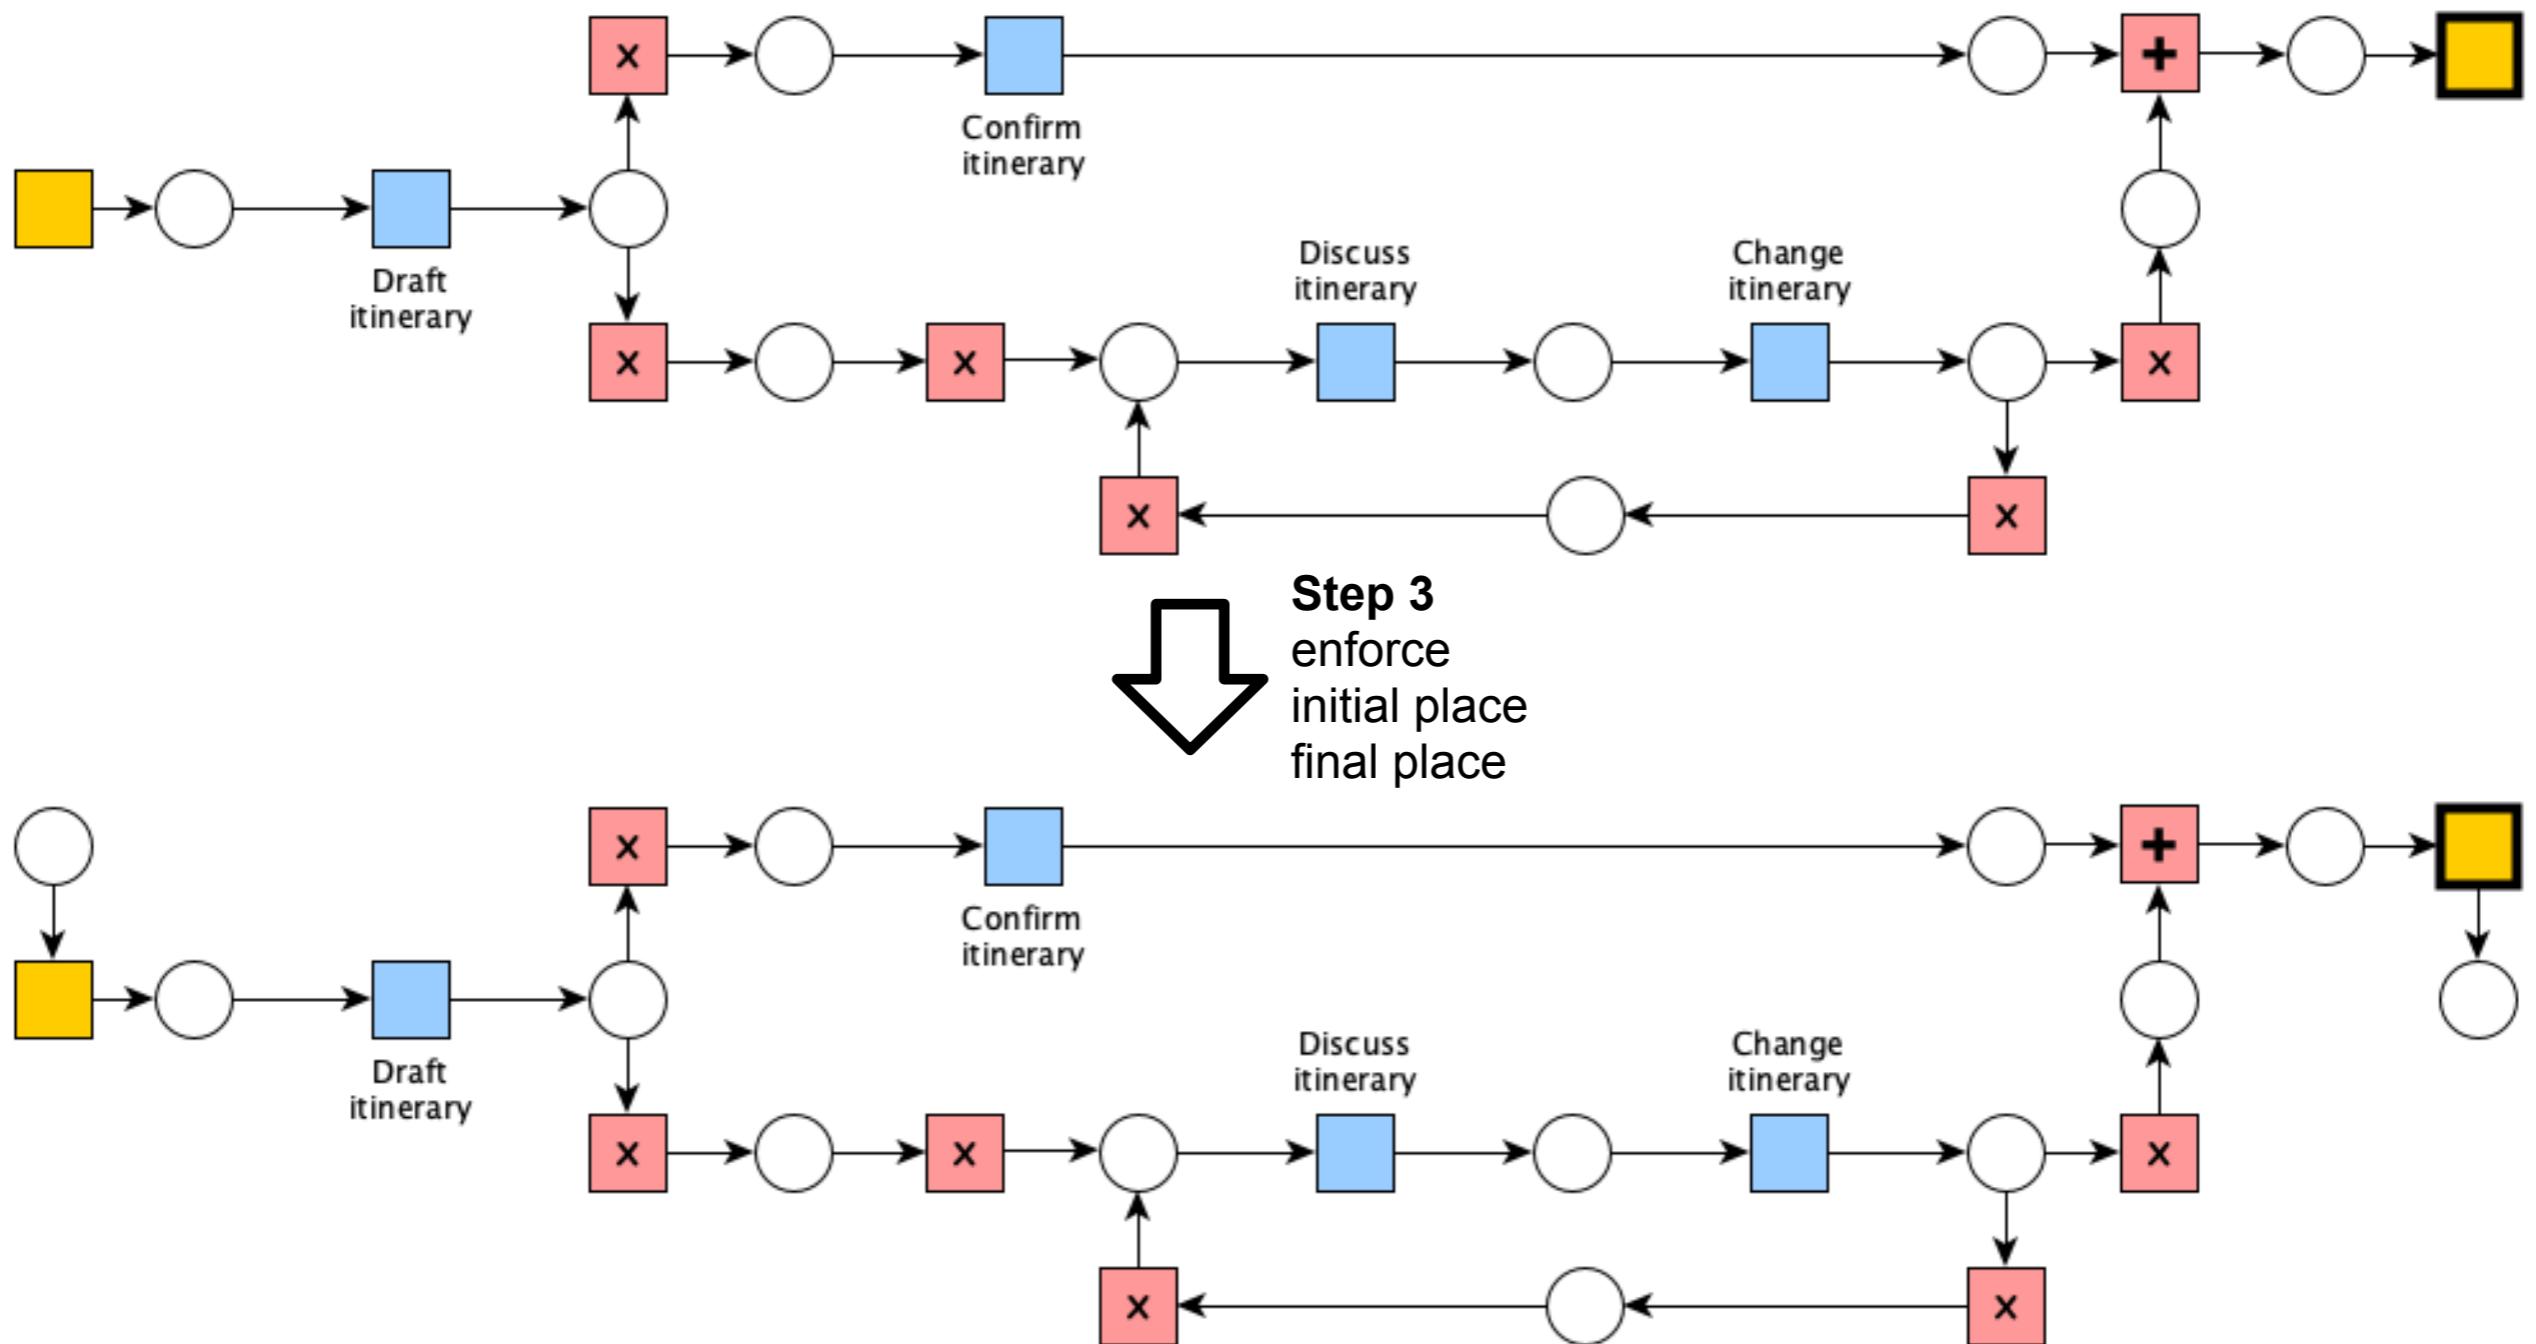 x
+
Confirm
itinerary
Draft
itinerary
Discuss
itinerary
Change
itinerary
x
x
x
x
x
Step 3
enforce
initial place
final place
x
+
Confirm
itinerary
Draft
itinerary
Discuss
itinerary
Change
itinerary
x
x
x
x
x